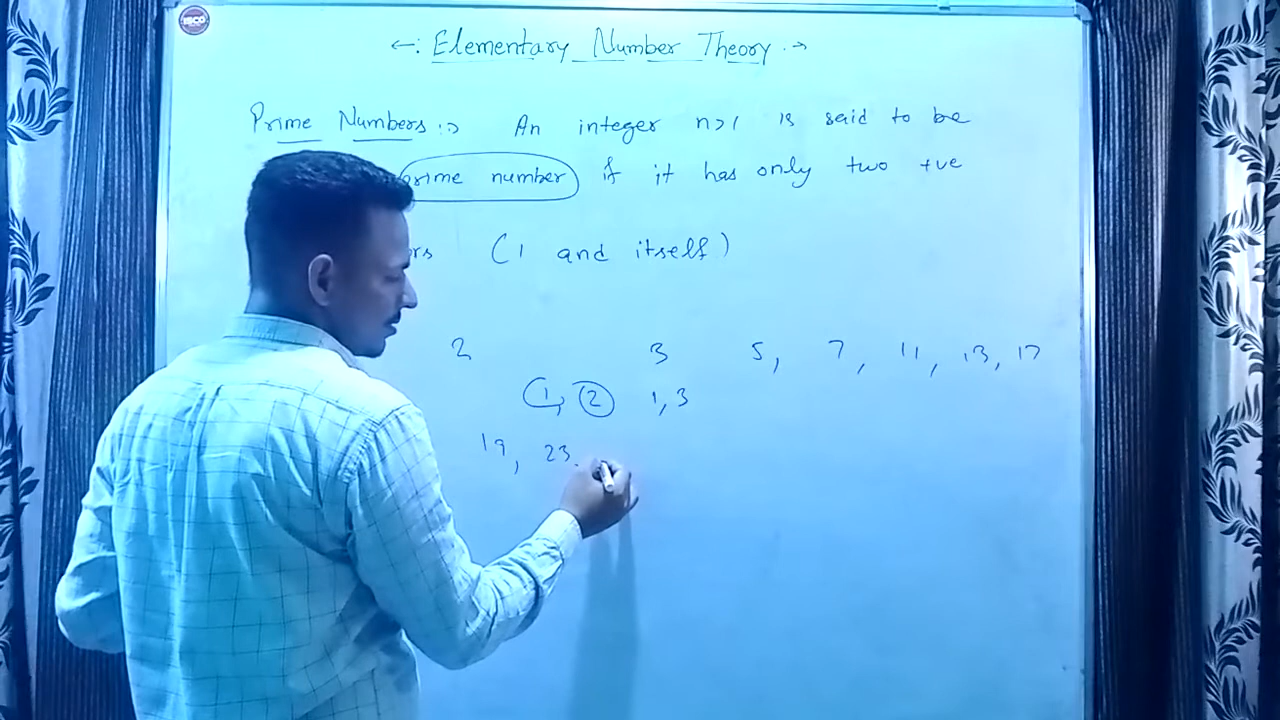 ←: Elementary Number Theory :→
Prime Numbers :→ An integer n>1 is said to be
prime number if it has only two +ve
(1 and itself)
2 3 5, 7, 11, 13, 17
1, 2 1, 3
19, 23.